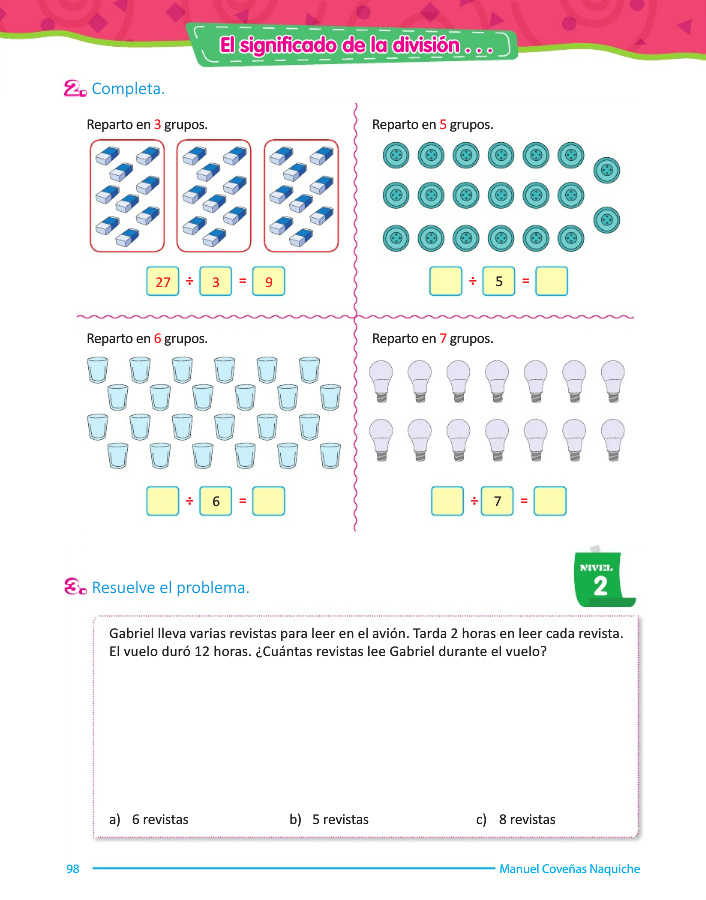 El significado de la división . . .
2. Completa.
Reparto en 3 grupos.
27 ÷ 3 = 9
Reparto en 5 grupos.
÷ 5 =
Reparto en 6 grupos.
÷ 6 =
Reparto en 7 grupos.
÷ 7 =
NIVEL
2
3. Resuelve el problema.
Gabriel lleva varias revistas para leer en el avión. Tarda 2 horas en leer cada revista.
El vuelo duró 12 horas. ¿Cuántas revistas lee Gabriel durante el vuelo?
a) 6 revistas b) 5 revistas c) 8 revistas
98 Manuel Coveñas Naquiche